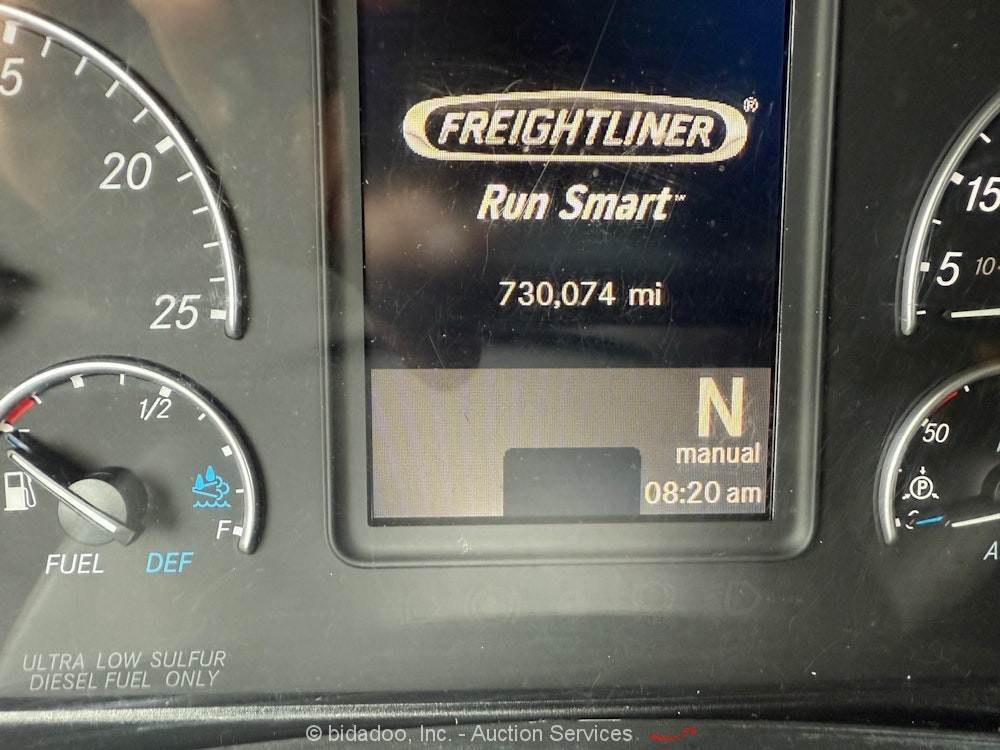 5
20
25
FREIGHTLINER®
Run Smart™
730,074 mi
N
manual
08:20 am
15
5
10
1/2
F
FUEL DEF
50
P
A
ULTRA LOW SULFUR
DIESEL FUEL ONLY
© bidadoo, Inc. - Auction Services